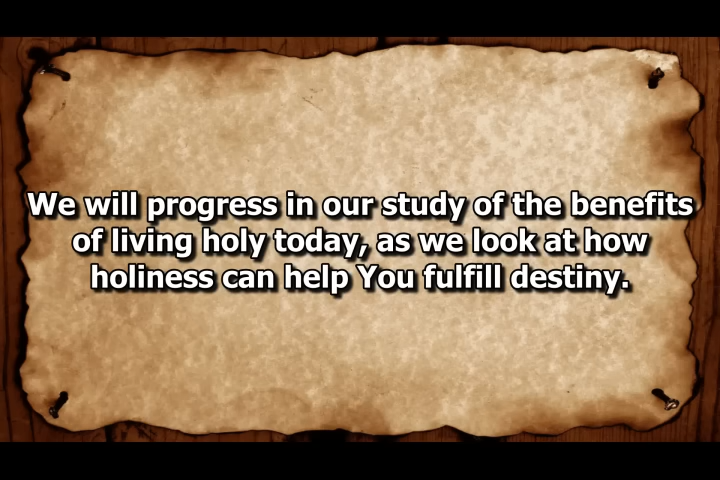 We will progress in our study of the benefits
of living holy today, as we look at how
holiness can help You fulfill destiny.